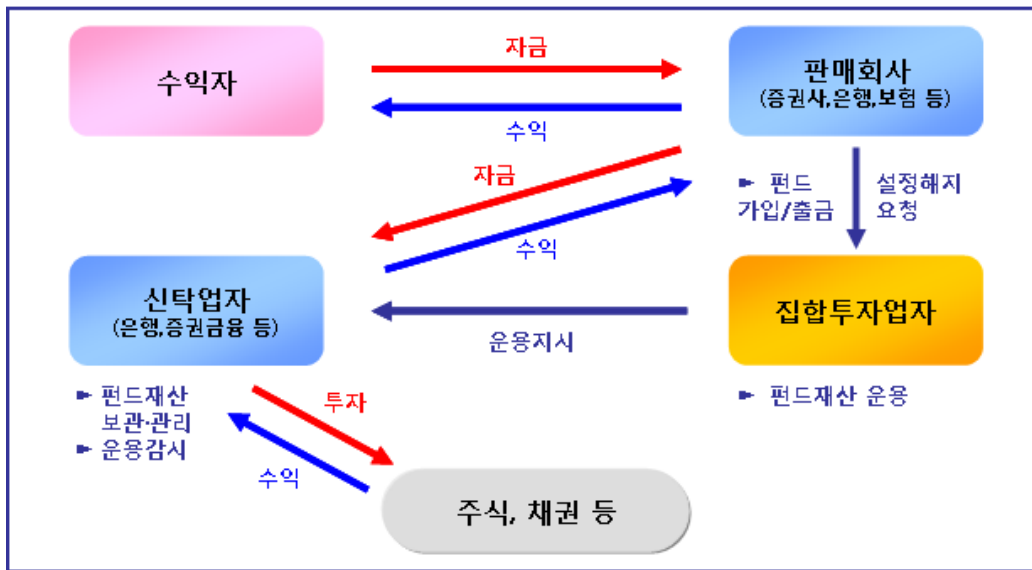 수익자
자금
수익
판매회사
(증권사,은행,보험 등)
자금
수익
► 펀드
가입/출금
설정해지
요청
신탁업자
(은행,증권금융 등)
운용지시
집합투자업자
► 펀드재산
보관·관리
► 운용감시
투자
수익
► 펀드재산 운용
주식, 채권 등